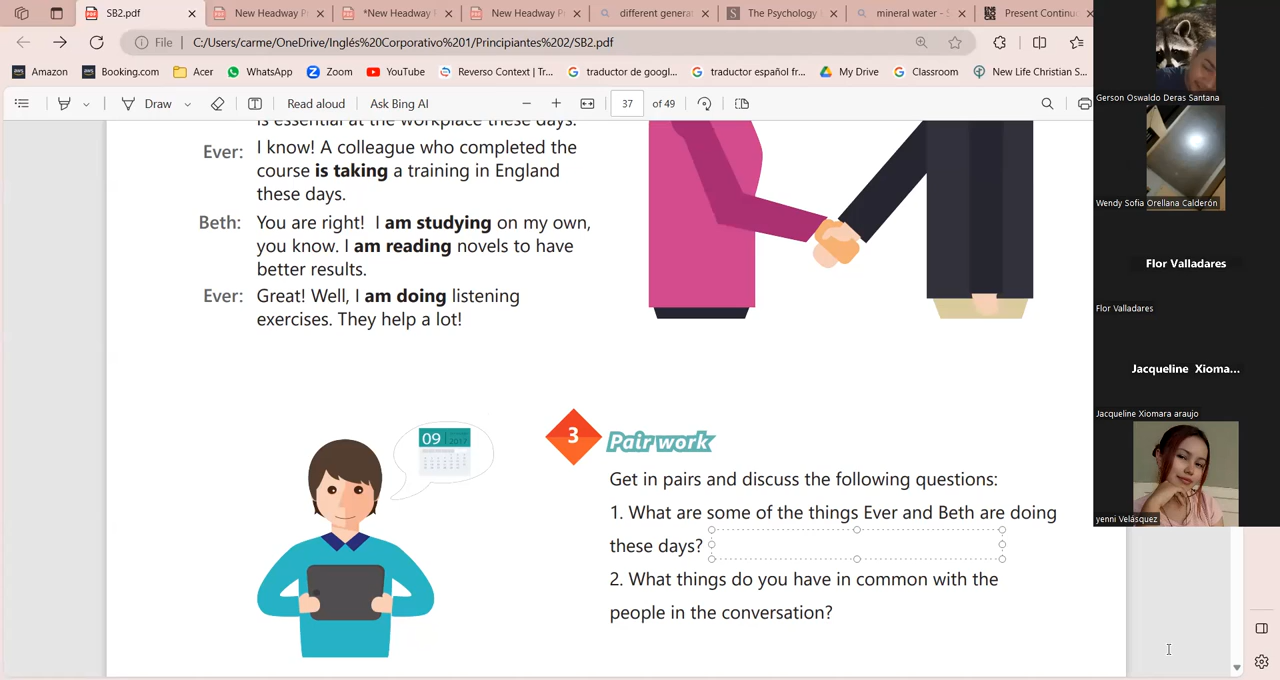 SB2.pdf
New Headway P
*New Headway P
New Headway P
different genera
The Psychology
mineral water - S
Present Continuo
File
C:/Users/carme/OneDrive/Inglés%20Corporativo%201/Principiantes%202/SB2.pdf
Amazon
Booking.com
Acer
WhatsApp
Zoom
YouTube
Reverso Context | Tr...
traductor de googl...
traductor español fr...
My Drive
Classroom
New Life Christian S...
Draw
Read aloud
Ask Bing AI
37
of 49
is essential at the workplace these days.
Ever: I know! A colleague who completed the
course is taking a training in England
these days.
Beth: You are right! I am studying on my own,
you know. I am reading novels to have
better results.
Ever: Great! Well, I am doing listening
exercises. They help a lot!
09
2017
3
Pair work
Get in pairs and discuss the following questions:
1. What are some of the things Ever and Beth are doing
these days?
2. What things do you have in common with the
people in the conversation?
Gerson Oswaldo Deras Santana
Wendy Sofia Orellana Calderón
Flor Valladares
Flor Valladares
Jacqueline Xioma...
Jacqueline Xiomara araujo
yenni Velásquez